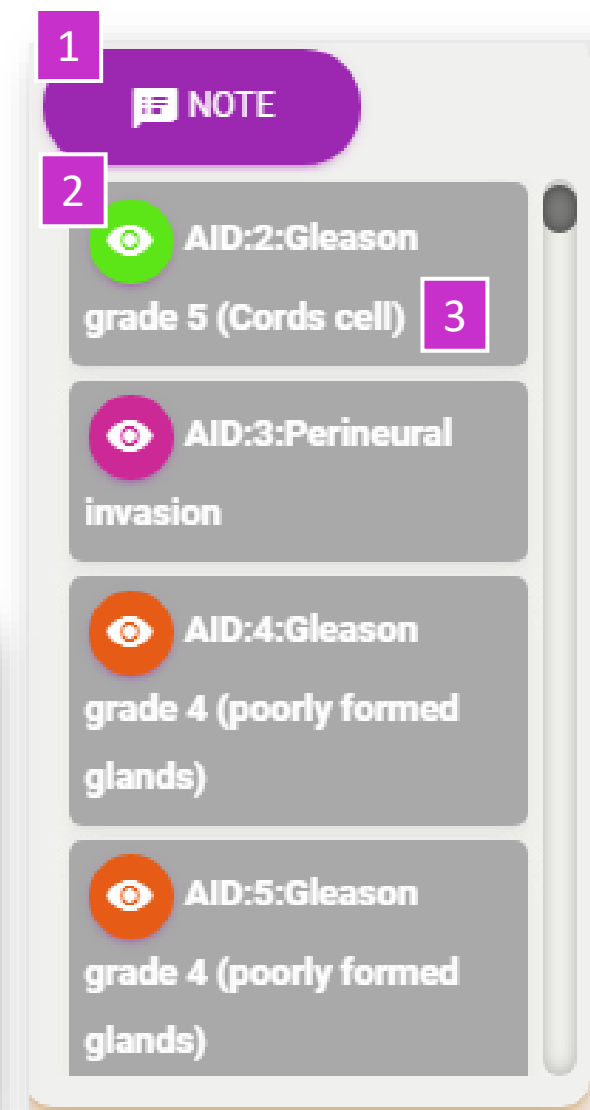 1
NOTE
2
AID:2:Gleason
grade 5 (Cords cell)
3
AID:3:Perineural
invasion
AID:4:Gleason
grade 4 (poorly formed
glands)
AID:5:Gleason
grade 4 (poorly formed
glands)